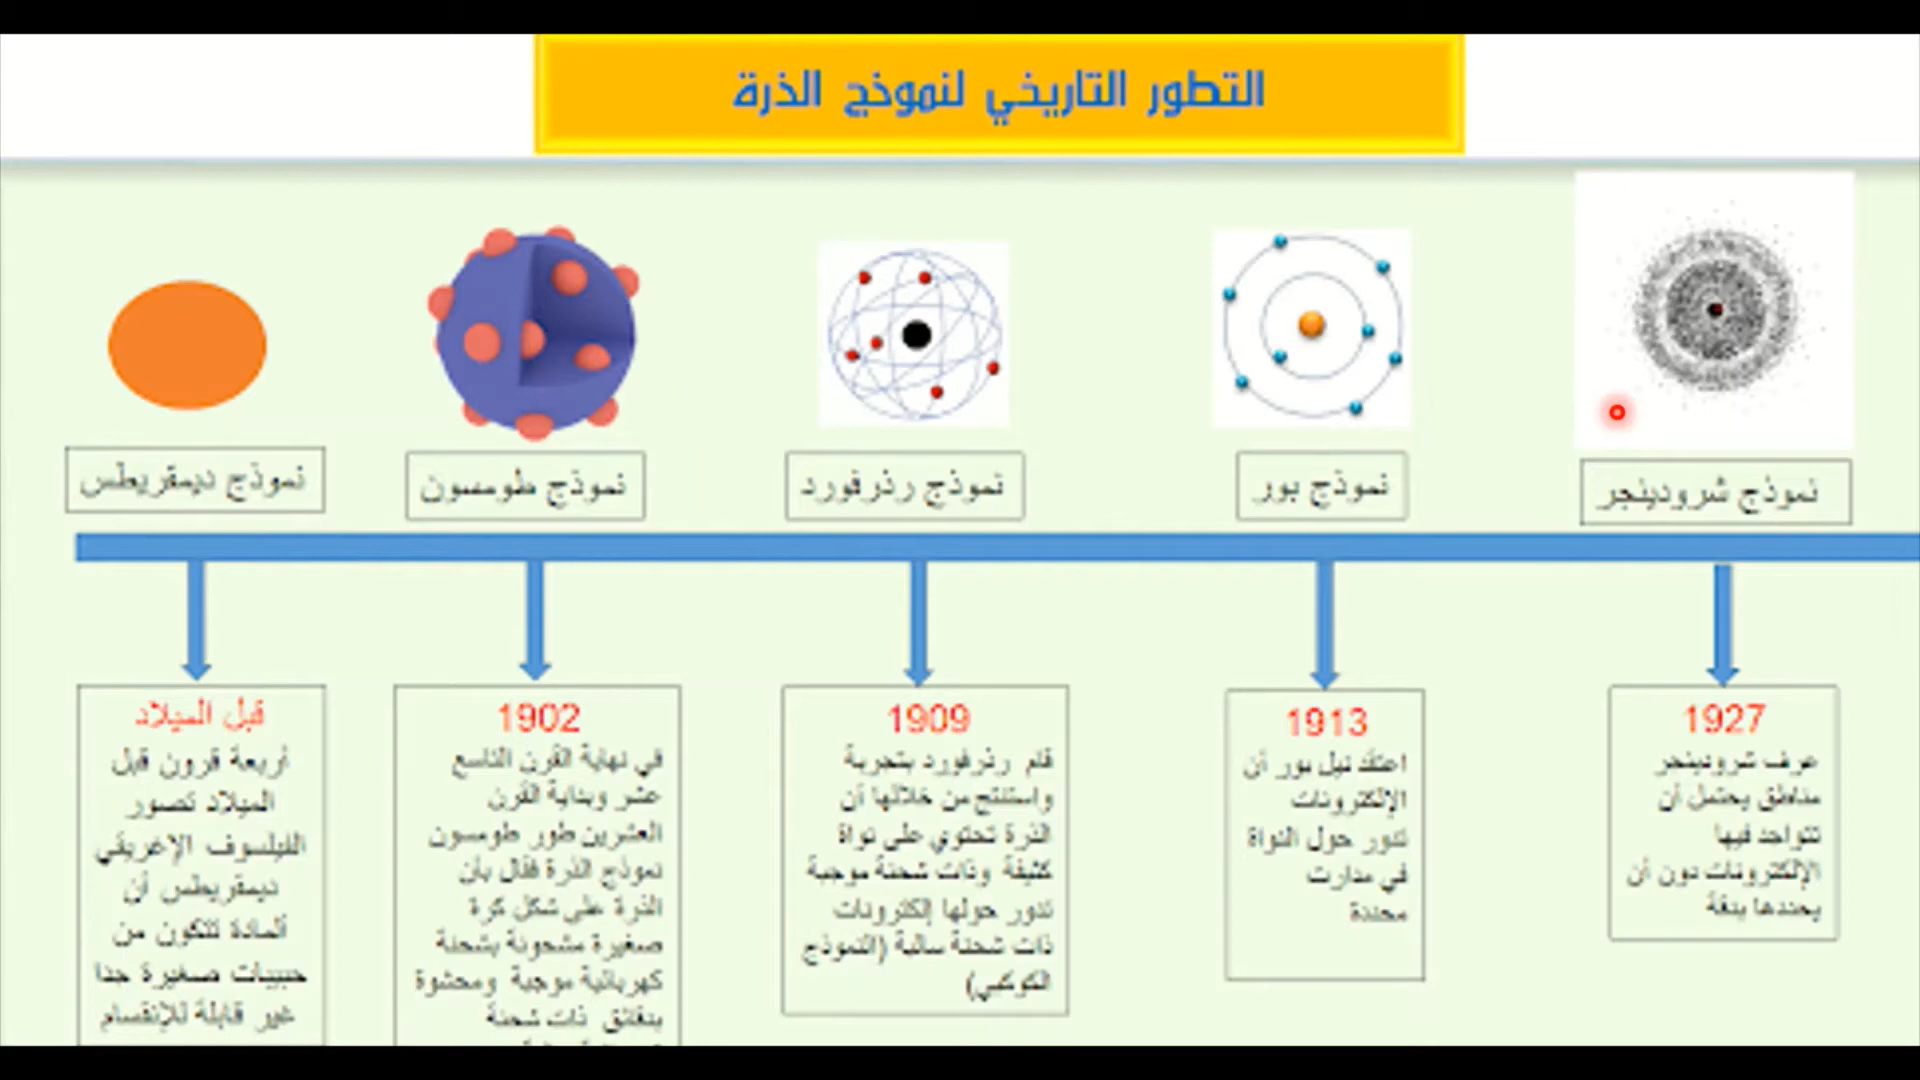 التطور التاريخي لنموذج الذرة
نموذج ديمقريطس
نموذج طومسون
نموذج رذرفورد
نموذج بور
نموذج شرودينجر
قبل الميلاد
أربعة قرون قبل
الميلاد تصور
الفيلسوف الإغريقي
ديمقريطس أن
ألمادة تتكون من
حبيبات صغيرة جدا
غير قابلة للإنقسام
1902
في نهاية القرن التاسع
عشر وبداية القرن
العشرين طور طومسون
نموذج الذرة فقال بأن
الذرة على شكل كرة
صغيرة مشحونة بشحنة
كهربائية موجبة ومحشوة
بدقائق ذات شحنة
1909
قام رذرفورد بتجربة
واستنتج من خلالها أن
الذرة تحتوي على نواة
كثيفة وذات شحنة موجبة
تدور حولها إلكترونات
ذات شحنة سالبة (النموذج
الكوكبي)
1913
اعتقد نيل بور أن
الإلكترونات
تدور حول النواة
في مدارت
محددة
1927
عرف شرودينجر
مناطق يحتمل أن
تتواجد فيها
الإلكترونات دون أن
يحددها بدقة